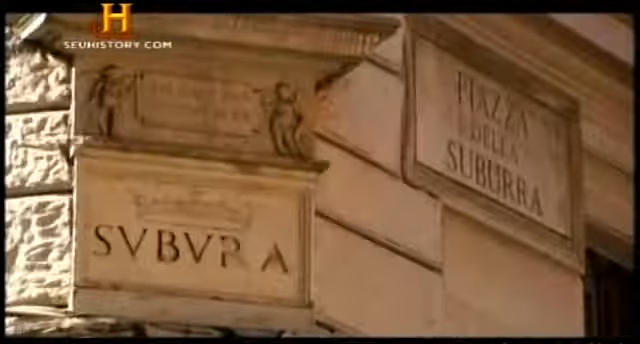 H
SEUHISTORY.COM
SVBVRA
PIAZZA
DELLA
SUBURRA